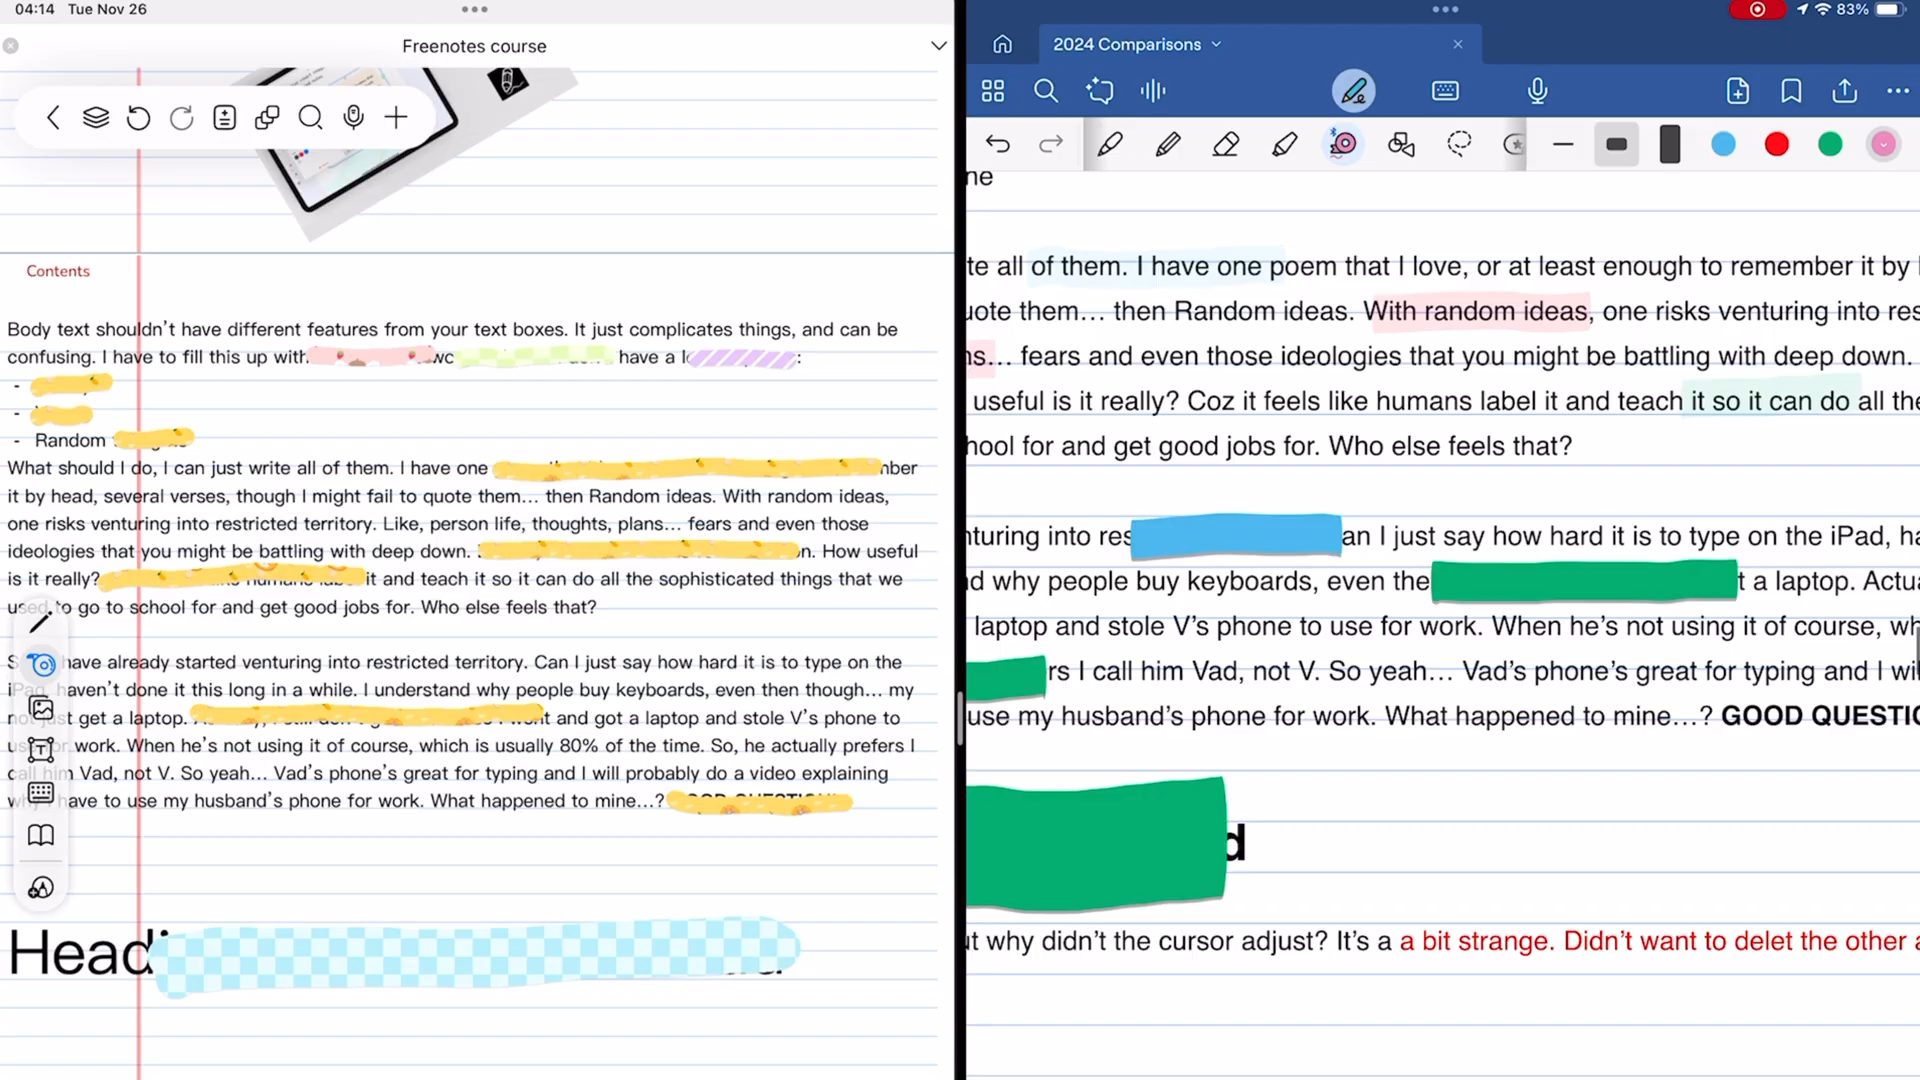 04:14 Tue Nov 26
Freenotes course
Contents
Body text shouldn't have different features from your text boxes. It just complicates things, and can be
confusing. I have to fill this up with have a :
-
-
- Random
What should I do, I can just write all of them. I have one
it by head, several verses, though I might fail to quote them… then Random ideas. With random ideas,
one risks venturing into restricted territory. Like, person life, thoughts, plans… fears and even those
ideologies that you might be battling with deep down. How useful
is it really? it and teach it so it can do all the sophisticated things that we
used to go to school for and get good jobs for. Who else feels that?
have already started venturing into restricted territory. Can I just say how hard it is to type on the
iPad, haven't done it this long in a while. I understand why people buy keyboards, even then though… my
not just get a laptop. and got a laptop and stole V's phone to
use for work. When he's not using it of course, which is usually 80% of the time. So, he actually prefers I
call him Vad, not V. So yeah… Vad's phone's great for typing and I will probably do a video explaining
why I have to use my husband's phone for work. What happened to mine…?
Headi
83%
2024 Comparisons
ne
te all of them. I have one poem that I love, or at least enough to remember it by
uote them… then Random ideas. With random ideas, one risks venturing into res
ns… fears and even those ideologies that you might be battling with deep down.
useful is it really? Coz it feels like humans label it and teach it so it can do all the
hool for and get good jobs for. Who else feels that?
nturing into res an I just say how hard it is to type on the iPad, ha
d why people buy keyboards, even the t a laptop. Actua
laptop and stole V's phone to use for work. When he's not using it of course, wh
rs I call him Vad, not V. So yeah… Vad's phone's great for typing and I wil
use my husband's phone for work. What happened to mine…? GOOD QUESTIO
d
ut why didn't the cursor adjust? It's a a bit strange. Didn't want to delet the other a